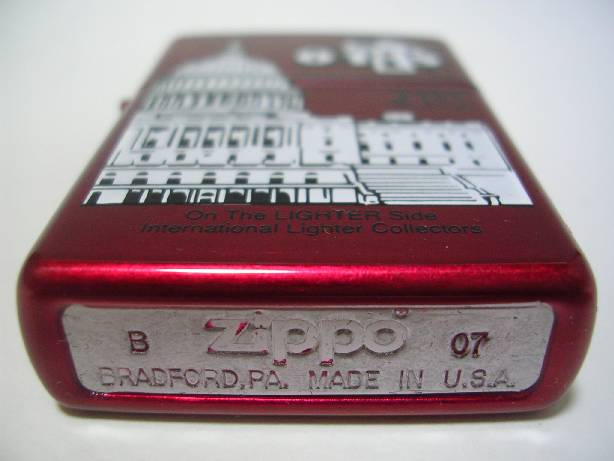 On The LIGHTER Side
International Lighter Collectors
B Zippo 07
BRADFORD, PA. MADE IN U.S.A.